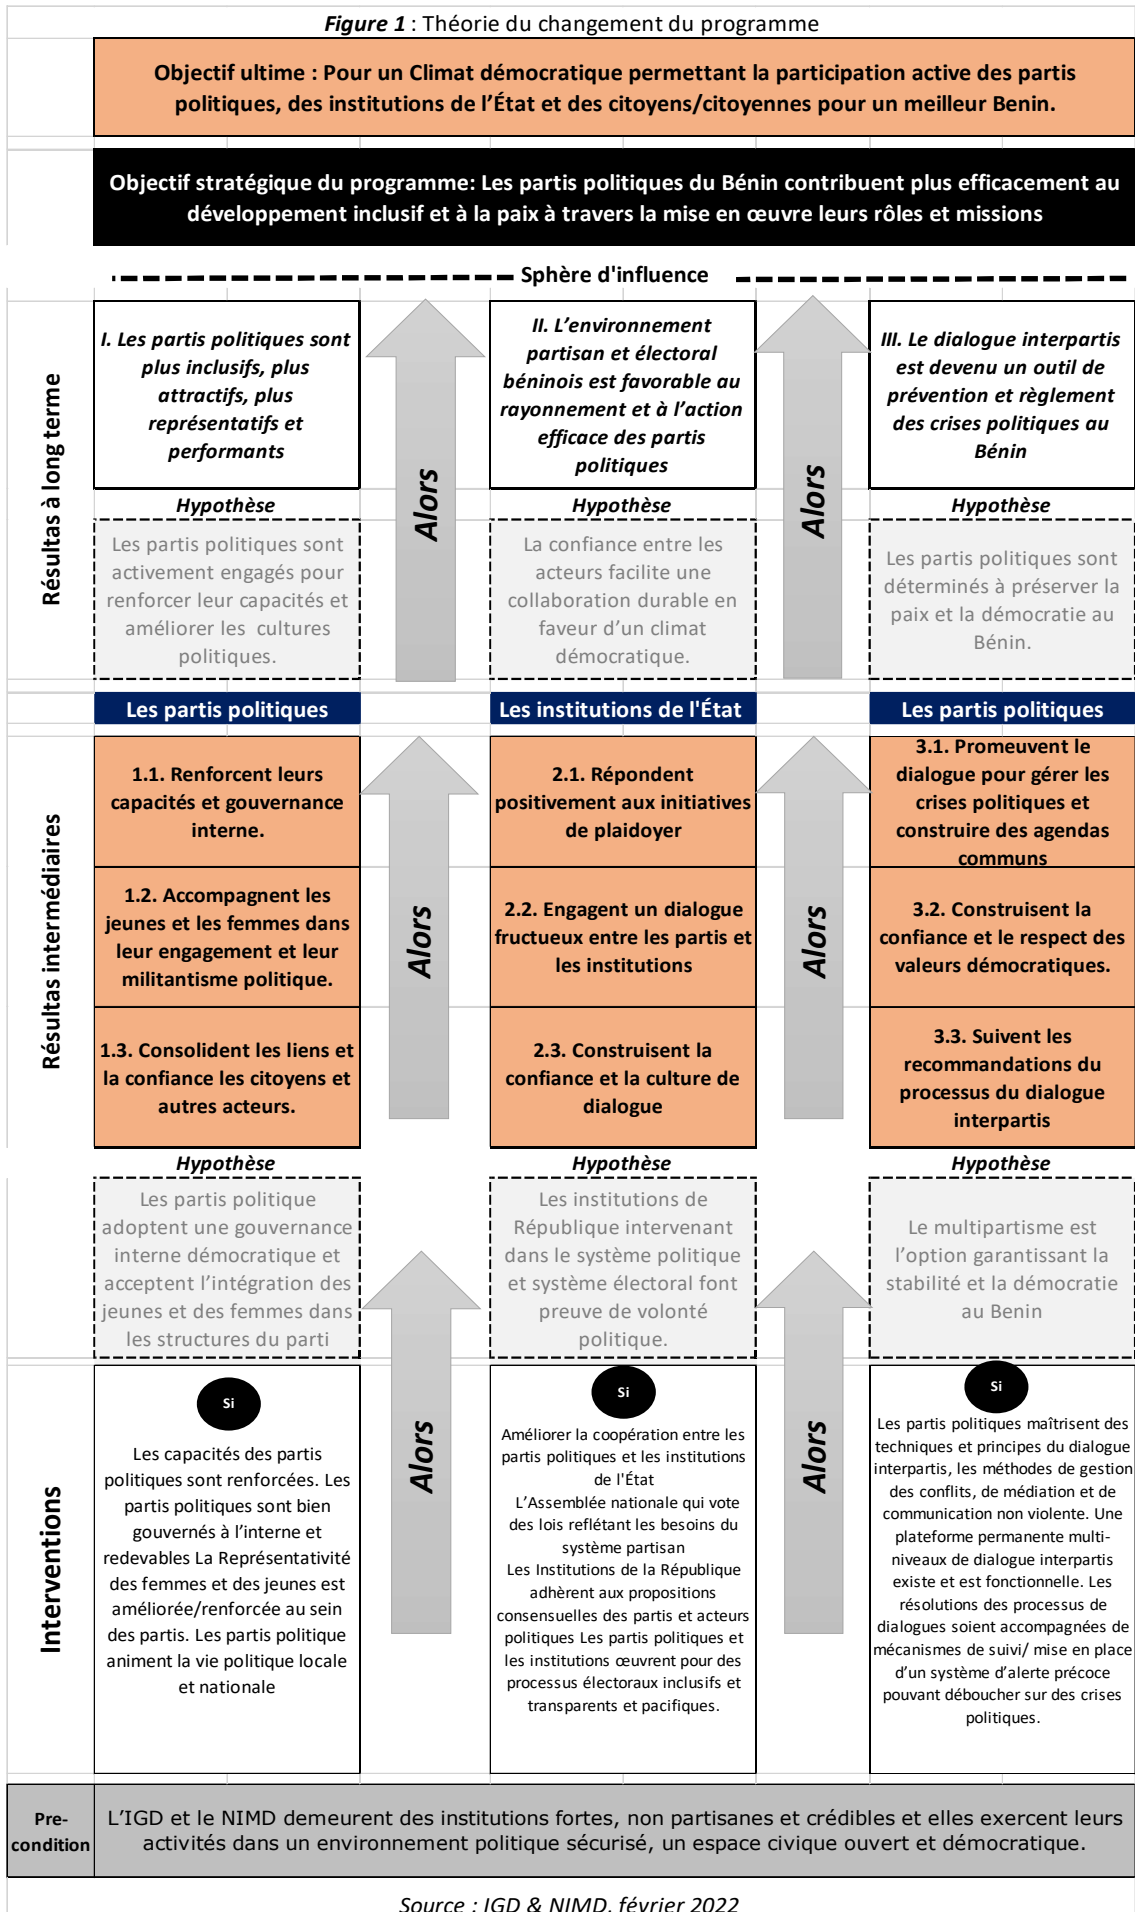 Figure 1 : Théorie du changement du programme
Objectif ultime : Pour un Climat démocratique permettant la participation active des partis
politiques, des institutions de l’État et des citoyens/citoyennes pour un meilleur Benin.
Objectif stratégique du programme: Les partis politiques du Bénin contribuent plus efficacement au
développement inclusif et à la paix à travers la mise en œuvre leurs rôles et missions
Sphère d'influence
Résultas à long terme
I. Les partis politiques sont
plus inclusifs, plus
attractifs, plus
représentatifs et
performants
Hypothèse
Les partis politiques sont
activement engagés pour
renforcer leur capacités et
améliorer les cultures
politiques.
Alors
II. L’environnement
partisan et électoral
béninois est favorable au
rayonnement et à l’action
efficace des partis
politiques
Hypothèse
La confiance entre les
acteurs facilite une
collaboration durable en
faveur d’un climat
démocratique.
Alors
III. Le dialogue interpartis
est devenu un outil de
prévention et règlement
des crises politiques au
Bénin
Hypothèse
Les partis politiques sont
déterminés à préserver la
paix et la démocratie au
Bénin.
Résultas intermédiaires
Les partis politiques
1.1. Renforcent leurs
capacités et gouvernance
interne.
1.2. Accompagnent les
jeunes et les femmes dans
leur engagement et leur
militantisme politique.
1.3. Consolident les liens et
la confiance les citoyens et
autres acteurs.
Hypothèse
Les partis politique
adoptent une gouvernance
interne démocratique et
acceptent l’intégration des
jeunes et des femmes dans
les structures du parti
Alors
Les institutions de l'État
2.1. Répondent
positivement aux initiatives
de plaidoyer
2.2. Engagent un dialogue
fructueux entre les partis et
les institutions
2.3. Construisent la
confiance et la culture de
dialogue
Hypothèse
Les institutions de
République intervenant
dans le système politique
et système électoral font
preuve de volonté
politique.
Alors
Les partis politiques
3.1. Promeuvent le
dialogue pour gérer les
crises politiques et
construire des agendas
communs
3.2. Construisent la
confiance et le respect des
valeurs démocratiques.
3.3. Suivent les
recommandations du
processus du dialogue
interpartis
Hypothèse
Le multipartisme est
l’option garantissant la
stabilité et la démocratie
au Benin
Interventions
Si
Les capacités des partis
politiques sont renforcées. Les
partis politiques sont bien
gouvernés à l’interne et
redevables La Représentativité
des femmes et des jeunes est
améliorée/renforcée au sein
des partis. Les partis politique
animent la vie politique locale
et nationale
Alors
Si
Améliorer la coopération entre les
partis politiques et les institutions
de l'État
L’Assemblée nationale qui vote
des lois reflétant les besoins du
système partisan
Les Institutions de la République
adhèrent aux propositions
consensuelles des partis et acteurs
politiques Les partis politiques et
les institutions œuvrent pour des
processus électoraux inclusifs et
transparents et pacifiques.
Alors
Si
Les partis politiques maîtrisent des
techniques et principes du dialogue
interpartis, les méthodes de gestion
des conflits, de médiation et de
communication non violente. Une
plateforme permanente multi-
niveaux de dialogue interpartis
existe et est fonctionnelle. Les
résolutions des processus de
dialogues soient accompagnées de
mécanismes de suivi/ mise en place
d’un système d’alerte précoce
pouvant déboucher sur des crises
politiques.
Pre-
condition
L’IGD et le NIMD demeurent des institutions fortes, non partisanes et crédibles et elles exercent leurs
activités dans un environnement politique sécurisé, un espace civique ouvert et démocratique.
Source : IGD & NIMD, février 2022